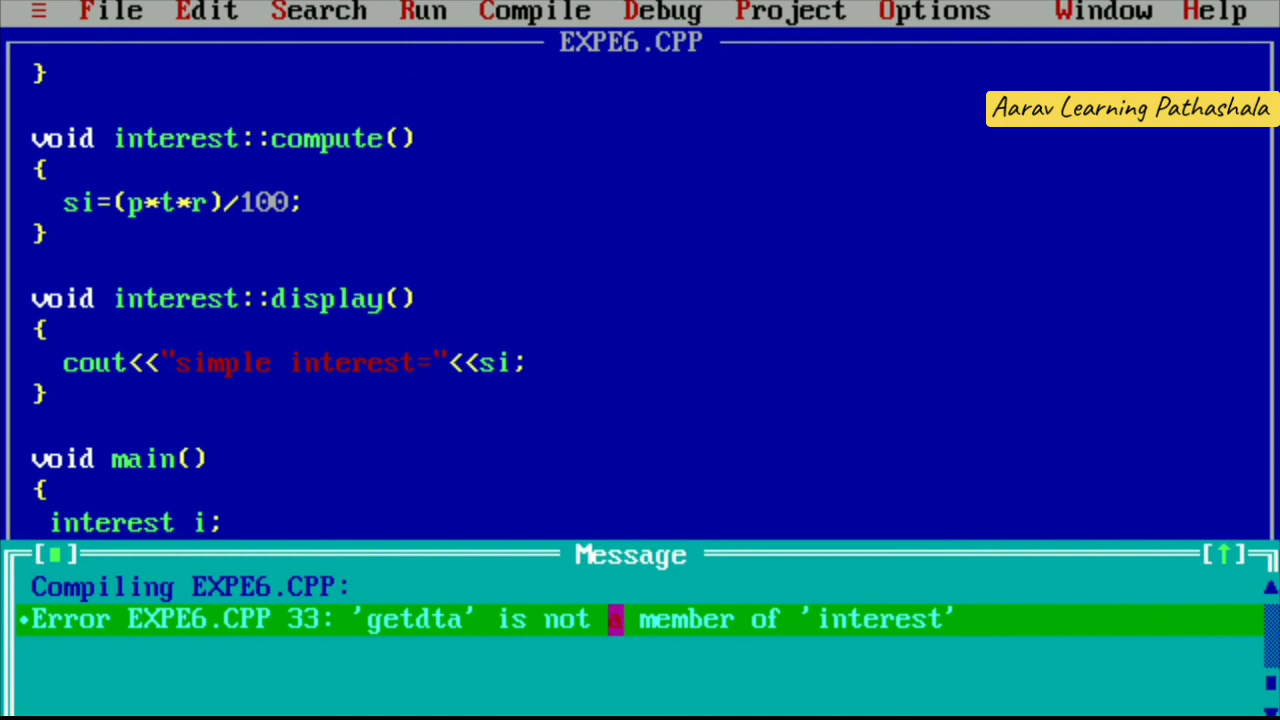 ≡ File Edit Search Run Compile Debug Project Options Window Help
EXPE6.CPP
}
Aarav Learning Pathashala
void interest::compute()
{
si=(p*t*r)/100;
}
void interest::display()
{
cout<<"simple interest="<<si;
}
void main()
{
interest i;
[■] Message [↑]
Compiling EXPE6.CPP:
•Error EXPE6.CPP 33: 'getdta' is not a member of 'interest'